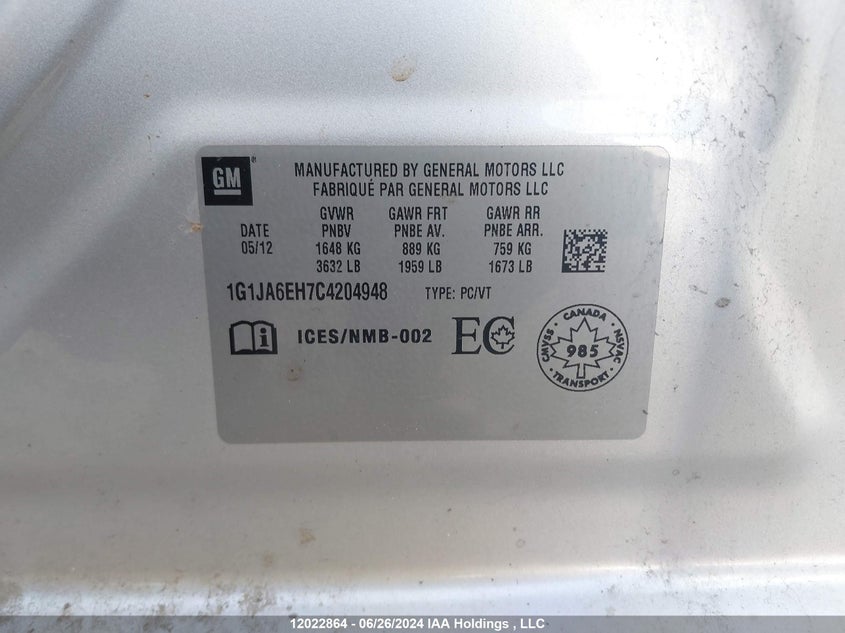 GM®
MANUFACTURED BY GENERAL MOTORS LLC
FABRIQUÉ PAR GENERAL MOTORS LLC
GVWR GAWR FRT GAWR RR
DATE PNBV PNBE AV. PNBE ARR.
05/12 1648 KG 889 KG 759 KG
3632 LB 1959 LB 1673 LB
1G1JA6EH7C4204948 TYPE: PC/VT
i ICES/NMB-002 EC
CANADA
CMVSS 985 NSVAC
TRANSPORT
12022864 - 06/26/2024 IAA Holdings , LLC